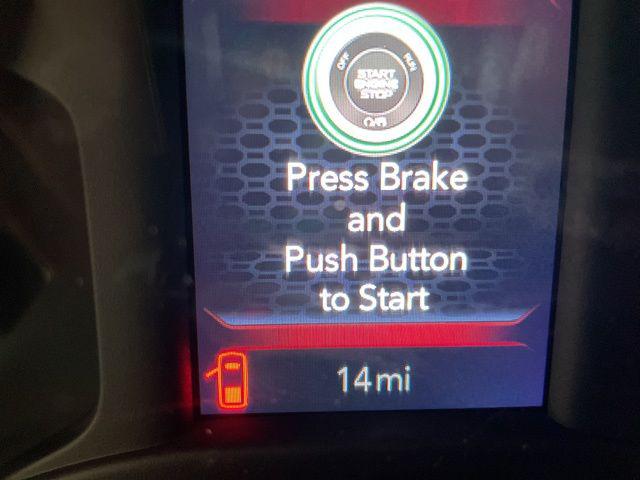 OFF
RUN
START
ENGINE
STOP
Press Brake
and
Push Button
to Start
14mi